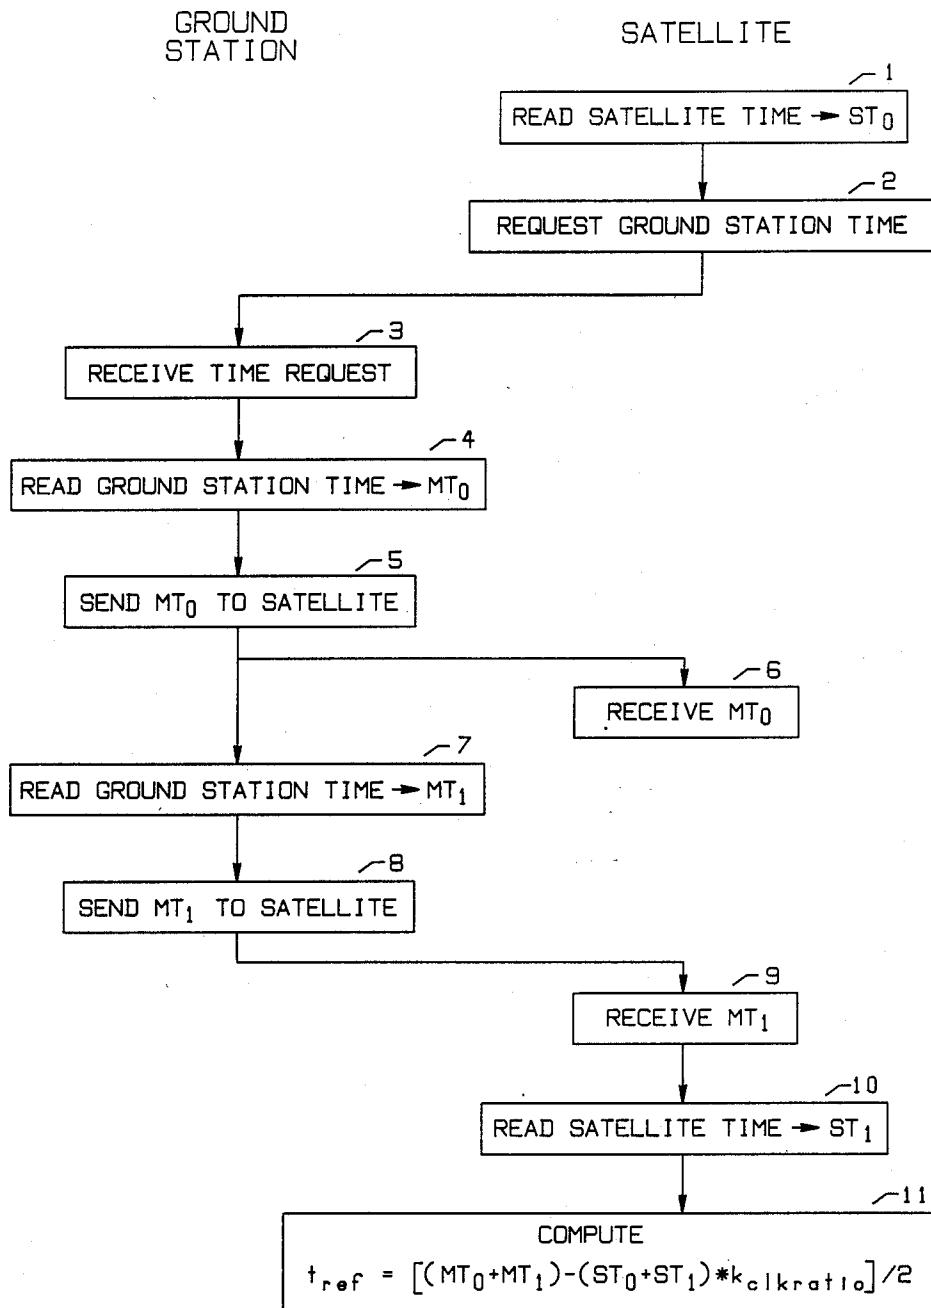 GROUND
STATION
SATELLITE
1
READ SATELLITE TIME → ST₀
2
REQUEST GROUND STATION TIME
3
RECEIVE TIME REQUEST
4
READ GROUND STATION TIME → MT₀
5
SEND MT₀ TO SATELLITE
6
RECEIVE MT₀
7
READ GROUND STATION TIME → MT₁
8
SEND MT₁ TO SATELLITE
9
RECEIVE MT₁
10
READ SATELLITE TIME → ST₁
11
COMPUTE
t_ref = [(MT₀+MT₁)-(ST₀+ST₁)*k_clkratio]/2